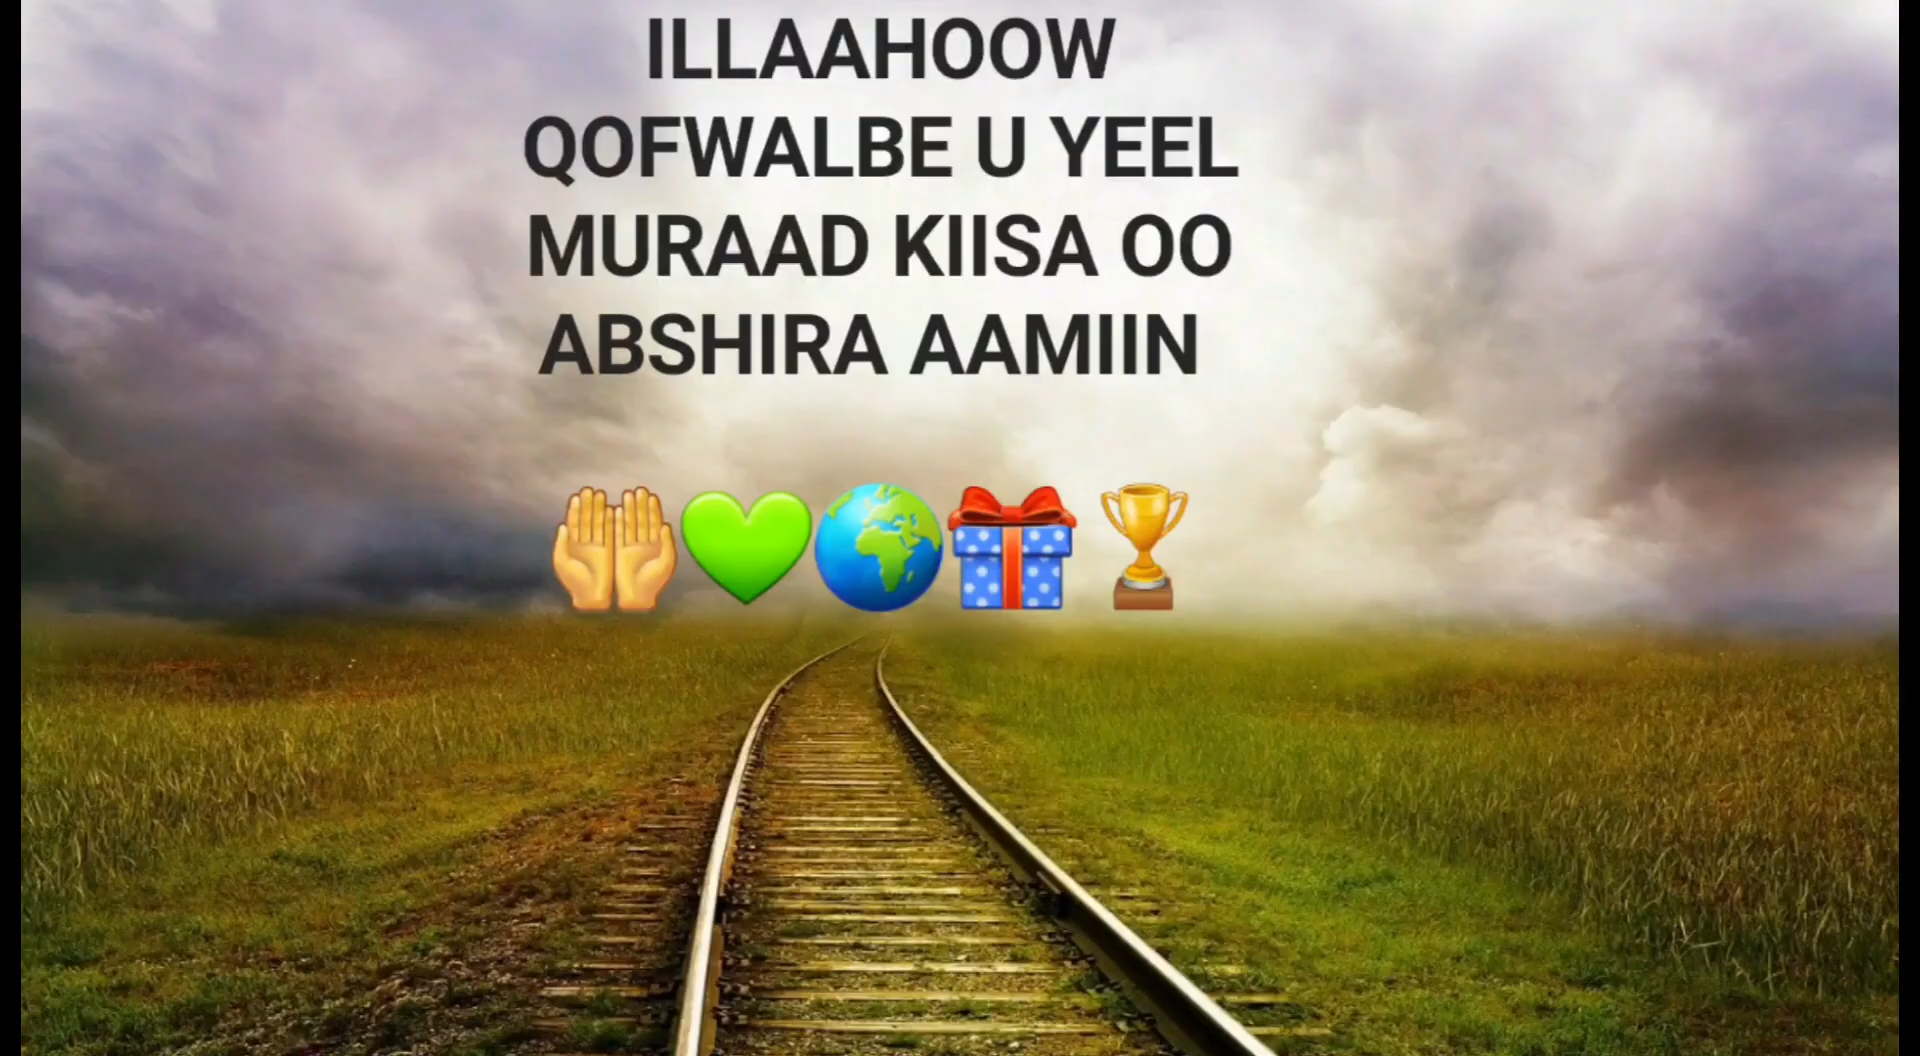 ILLAAHOOW
QOFWALBE U YEEL
MURAAD KIISA OO
ABSHIRA AAMIIN
🤲💚🌍🎁🏆